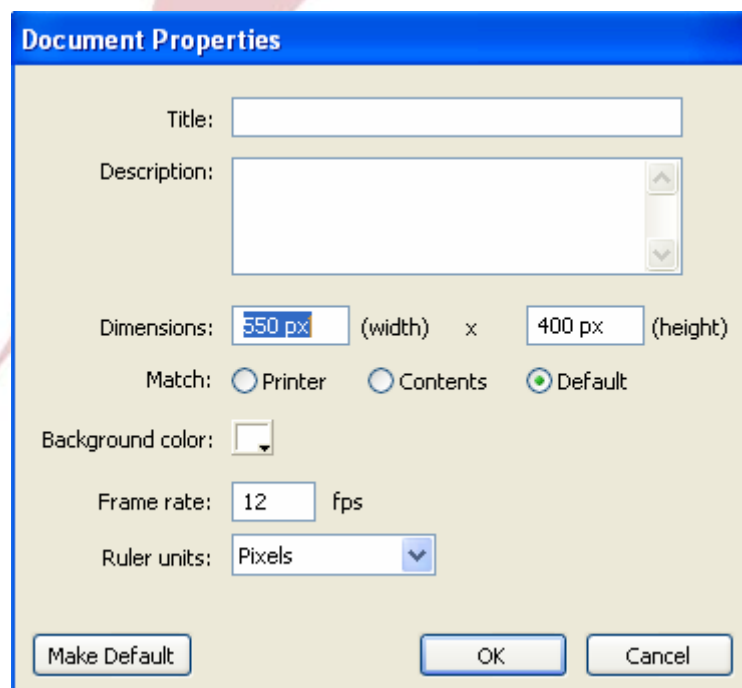 Document Properties
Title:
Description:
Dimensions: 550 px (width) x 400 px (height)
Match: Printer Contents Default
Background color:
Frame rate: 12 fps
Ruler units: Pixels
Make Default OK Cancel